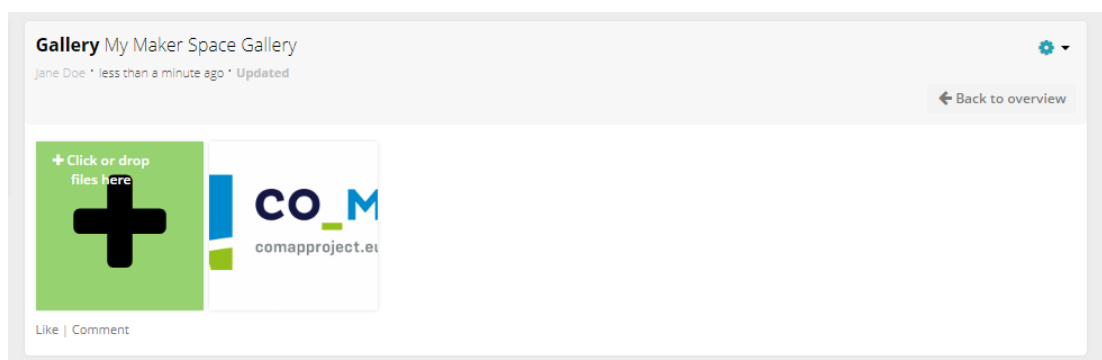 Gallery My Maker Space Gallery
Jane Doe · less than a minute ago · Updated
Back to overview
Click or drop
files here
CO_M
comapproject.eu
Like | Comment